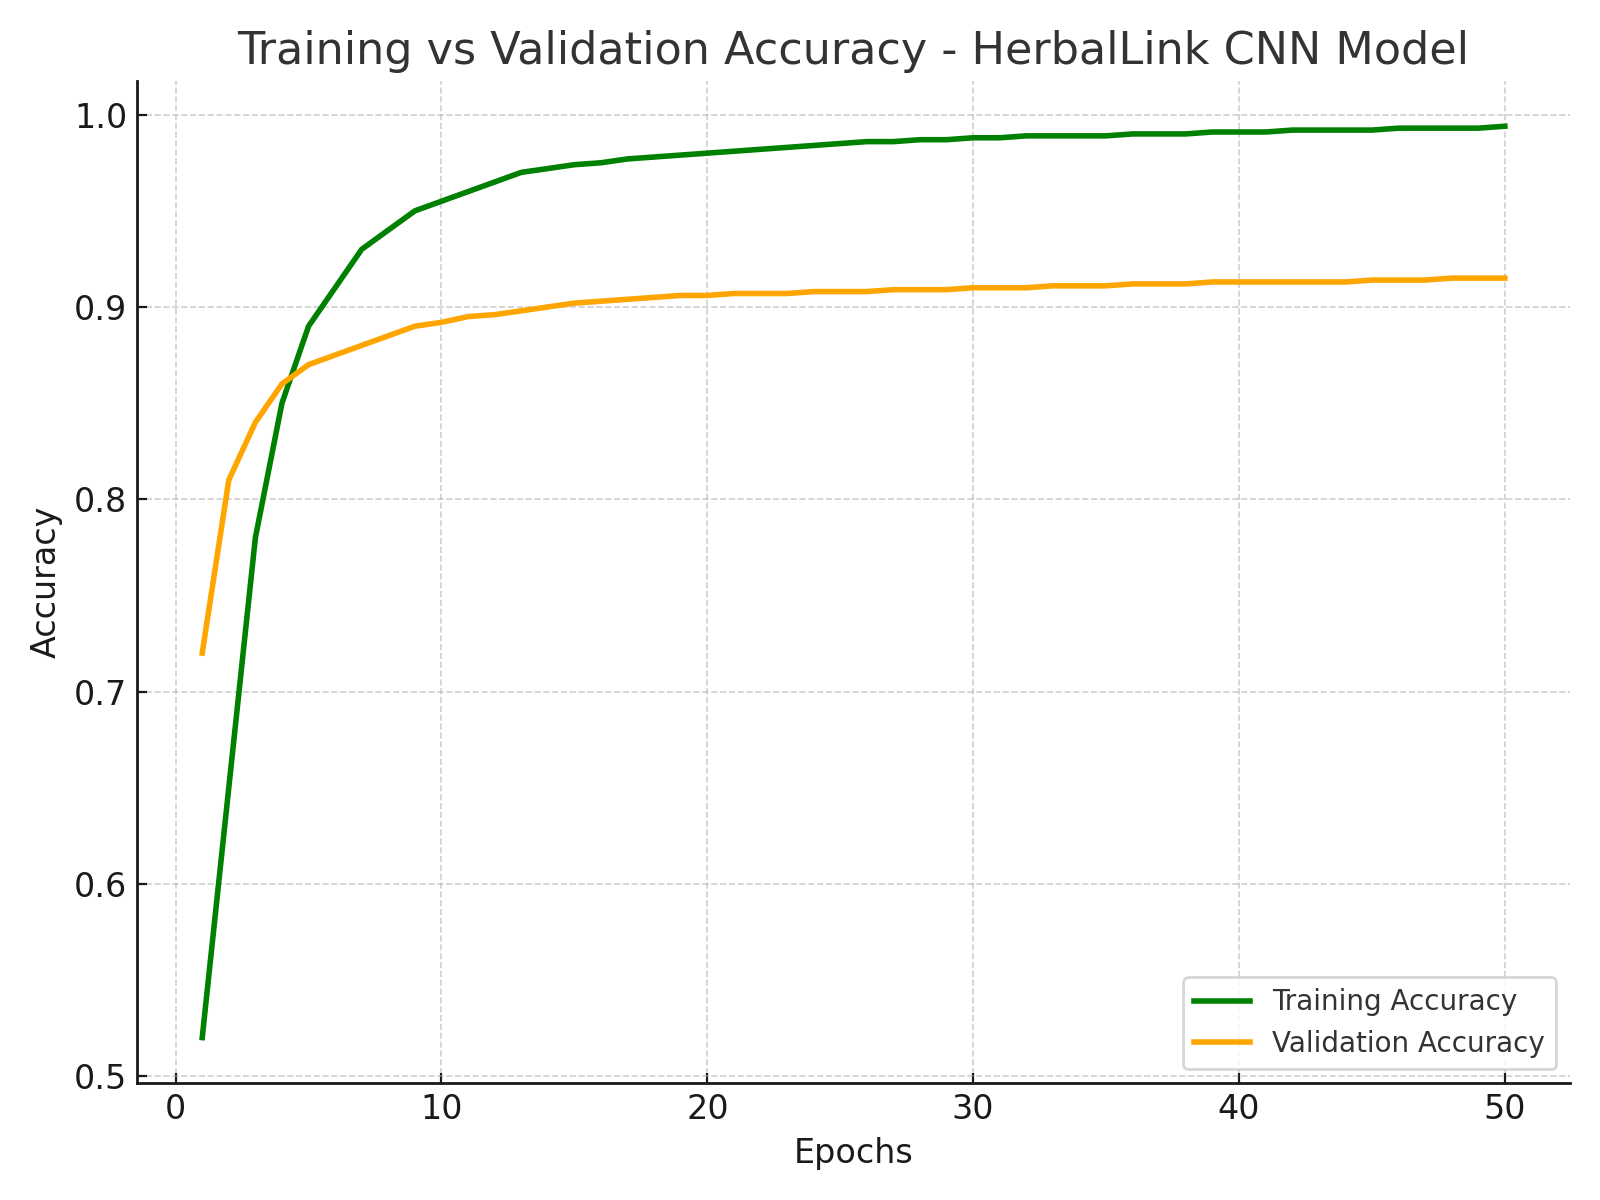 Training vs Validation Accuracy - HerbalLink CNN Model
1.0
0.9
0.8
0.7
0.6
0.5
Accuracy
0 10 20 30 40 50
Epochs
Training Accuracy
Validation Accuracy